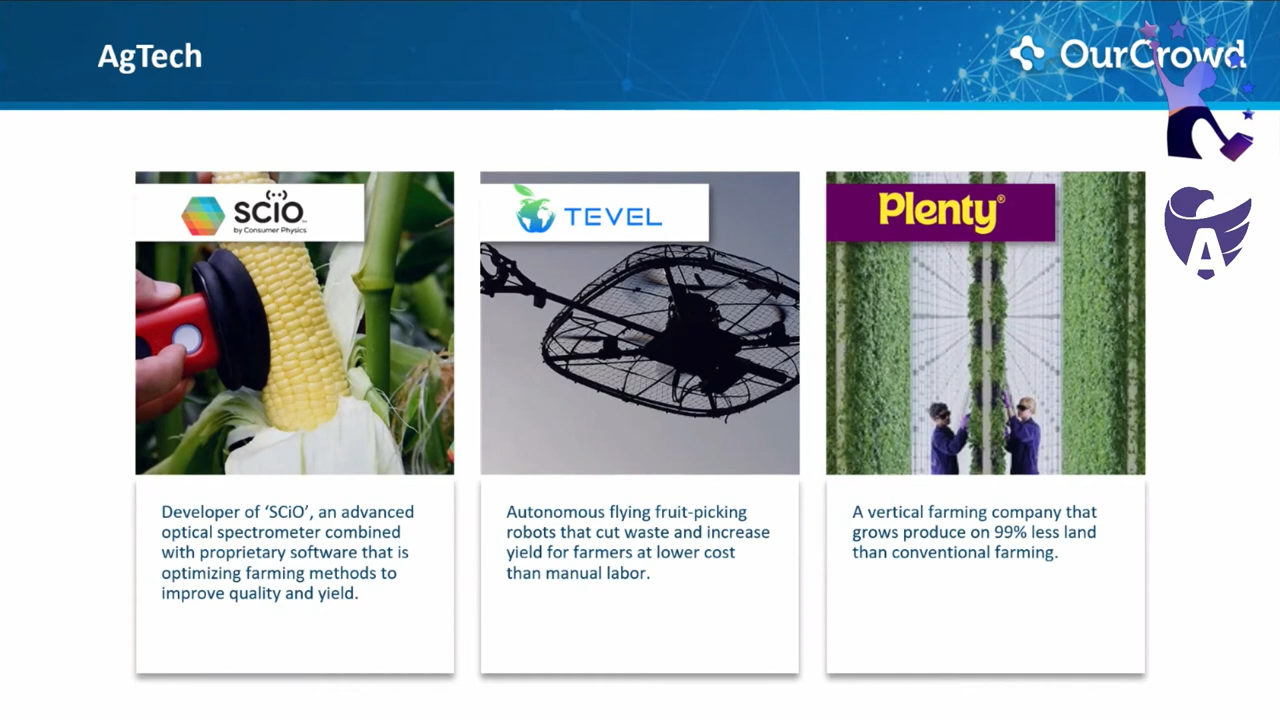 AgTech
OurCrowd
SCiO™
by Consumer Physics
TEVEL
Plenty®
A
Developer of ‘SCiO’, an advanced
optical spectrometer combined
with proprietary software that is
optimizing farming methods to
improve quality and yield.
Autonomous flying fruit-picking
robots that cut waste and increase
yield for farmers at lower cost
than manual labor.
A vertical farming company that
grows produce on 99% less land
than conventional farming.